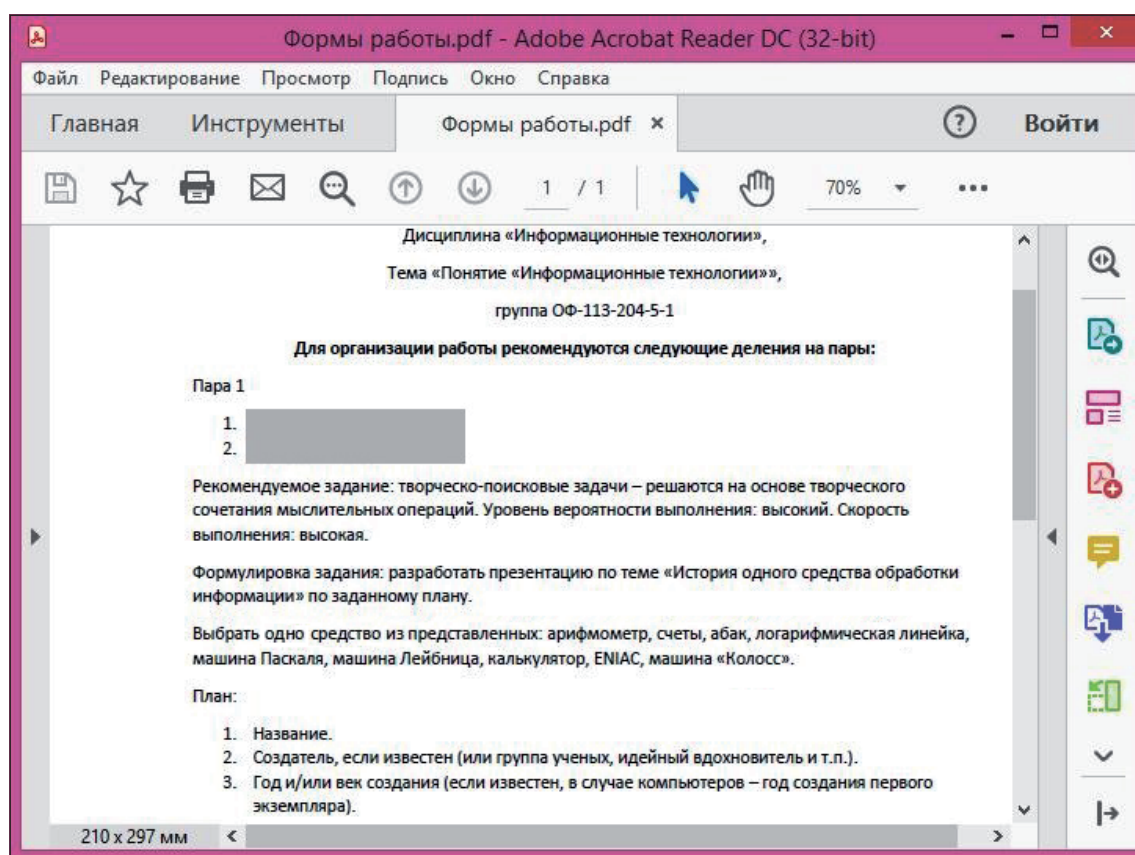 Формы работы.pdf - Adobe Acrobat Reader DC (32-bit)
Файл Редактирование Просмотр Подпись Окно Справка
Главная Инструменты Формы работы.pdf × Войти
1 / 1 70%
Дисциплина «Информационные технологии»,
Тема «Понятие «Информационные технологии»»,
группа ОФ-113-204-5-1
Для организации работы рекомендуются следующие деления на пары:
Пара 1
1.
2.
Рекомендуемое задание: творческо-поисковые задачи – решаются на основе творческого
сочетания мыслительных операций. Уровень вероятности выполнения: высокий. Скорость
выполнения: высокая.
Формулировка задания: разработать презентацию по теме «История одного средства обработки
информации» по заданному плану.
Выбрать одно средство из представленных: арифмометр, счеты, абак, логарифмическая линейка,
машина Паскаля, машина Лейбница, калькулятор, ENIAC, машина «Колосс».
План:
1. Название.
2. Создатель, если известен (или группа ученых, идейный вдохновитель и т.п.).
3. Год и/или век создания (если известен, в случае компьютеров – год создания первого
экземпляра).
210 x 297 мм